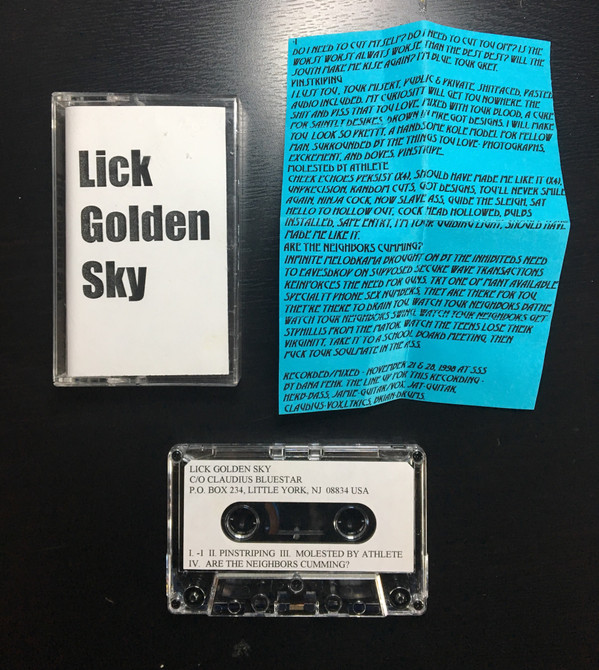 Lick
Golden
Sky
-1
DO I NEED TO CUT MYSELF? DO I NEED TO CUT YOU OFF? IS THE
WORST WORST ALWAYS WORSE THAN THE BEST BEST? WILL THE
SOUTH MAKE ME RISE AGAIN? I'M BLUE. YOUR GREY.
PINSTRIPING
I LUST YOU, YOUR MISERY, PUBLIC & PRIVATE, SHITFACED, PASTED
AUDIO INCLUDED. MY CURIOSITY WILL GET YOU NOWHERE. THE
SHIT AND PISS THAT YOU LOVE, MIXED WITH YOUR BLOOD, A CURE
FOR SAINTLY DESIRES. DROWN IN FIRE GOT DESIGNS. I WILL MAKE
YOU LOOK SO PRETTY. A HANDSOME ROLE MODEL FOR FELLOW
MAN, SURROUNDED BY THE THINGS YOU LOVE- PHOTOGRAPHS,
EXCREMENT, AND DOVES. PINSTRIPE.
MOLESTED BY ATHLETE
CHEEK ECHOES PERSIST (X4), SHOULD HAVE MADE ME LIKE IT (X4),
UNPRECISION, RANDOM CUTS, GOT DESIGNS, YOU'LL NEVER SMILE
AGAIN, NINJA COCK, NOW SLAVE ASS, GUIDE THE SLEIGH, SAY
HELLO TO HOLLOW OUT, COCK HEAD HOLLOWED, BULBS
INSTALLED, SAFE ENTRY, I'M YOUR GUIDING LIGHT, SHOULD HAVE
MADE ME LIKE IT.
ARE THE NEIGHBORS CUMMING?
INFINITE MELODRAMA BROUGHT ON BY THE INHIBITEDS NEED
TO EAVESDROP ON SUPPOSED SECURE WAVE TRANSACTIONS
REINFORCES THE NEED FOR GUNS. TRY ONE OF MANY AVAILABLE
SPECIALTY PHONE SEX NUMBERS, THEY ARE THERE FOR YOU,
THEY'RE THERE TO DRAIN YOU. WATCH YOUR NEIGHBORS BATHE,
WATCH YOUR NEIGHBORS SWING, WATCH YOUR NEIGHBORS GET
SYPHILLIS FROM THE MAYOR. WATCH THE TEENS LOSE THEIR
VIRGINITY, TAKE IT TO A SCHOOL BOARD MEETING, THEN
FUCK YOUR SOULMATE IN THE ASS.
RECORDED/MIXED - NOVEMBER 21 & 28, 1998 AT SSS
BY DANA FEHR. THE LINE UP FOR THIS RECORDING -
HERD-BASS, JAMIE-GUITAR/VOX, JAY-GUITAR,
CLAUDIUS-VOX/LYRICS, BRIAN-DRUMS.
LICK GOLDEN SKY
C/O CLAUDIUS BLUESTAR
P.O. BOX 234, LITTLE YORK, NJ 08834 USA
I. -1 II. PINSTRIPING III. MOLESTED BY ATHLETE
IV. ARE THE NEIGHBORS CUMMING?